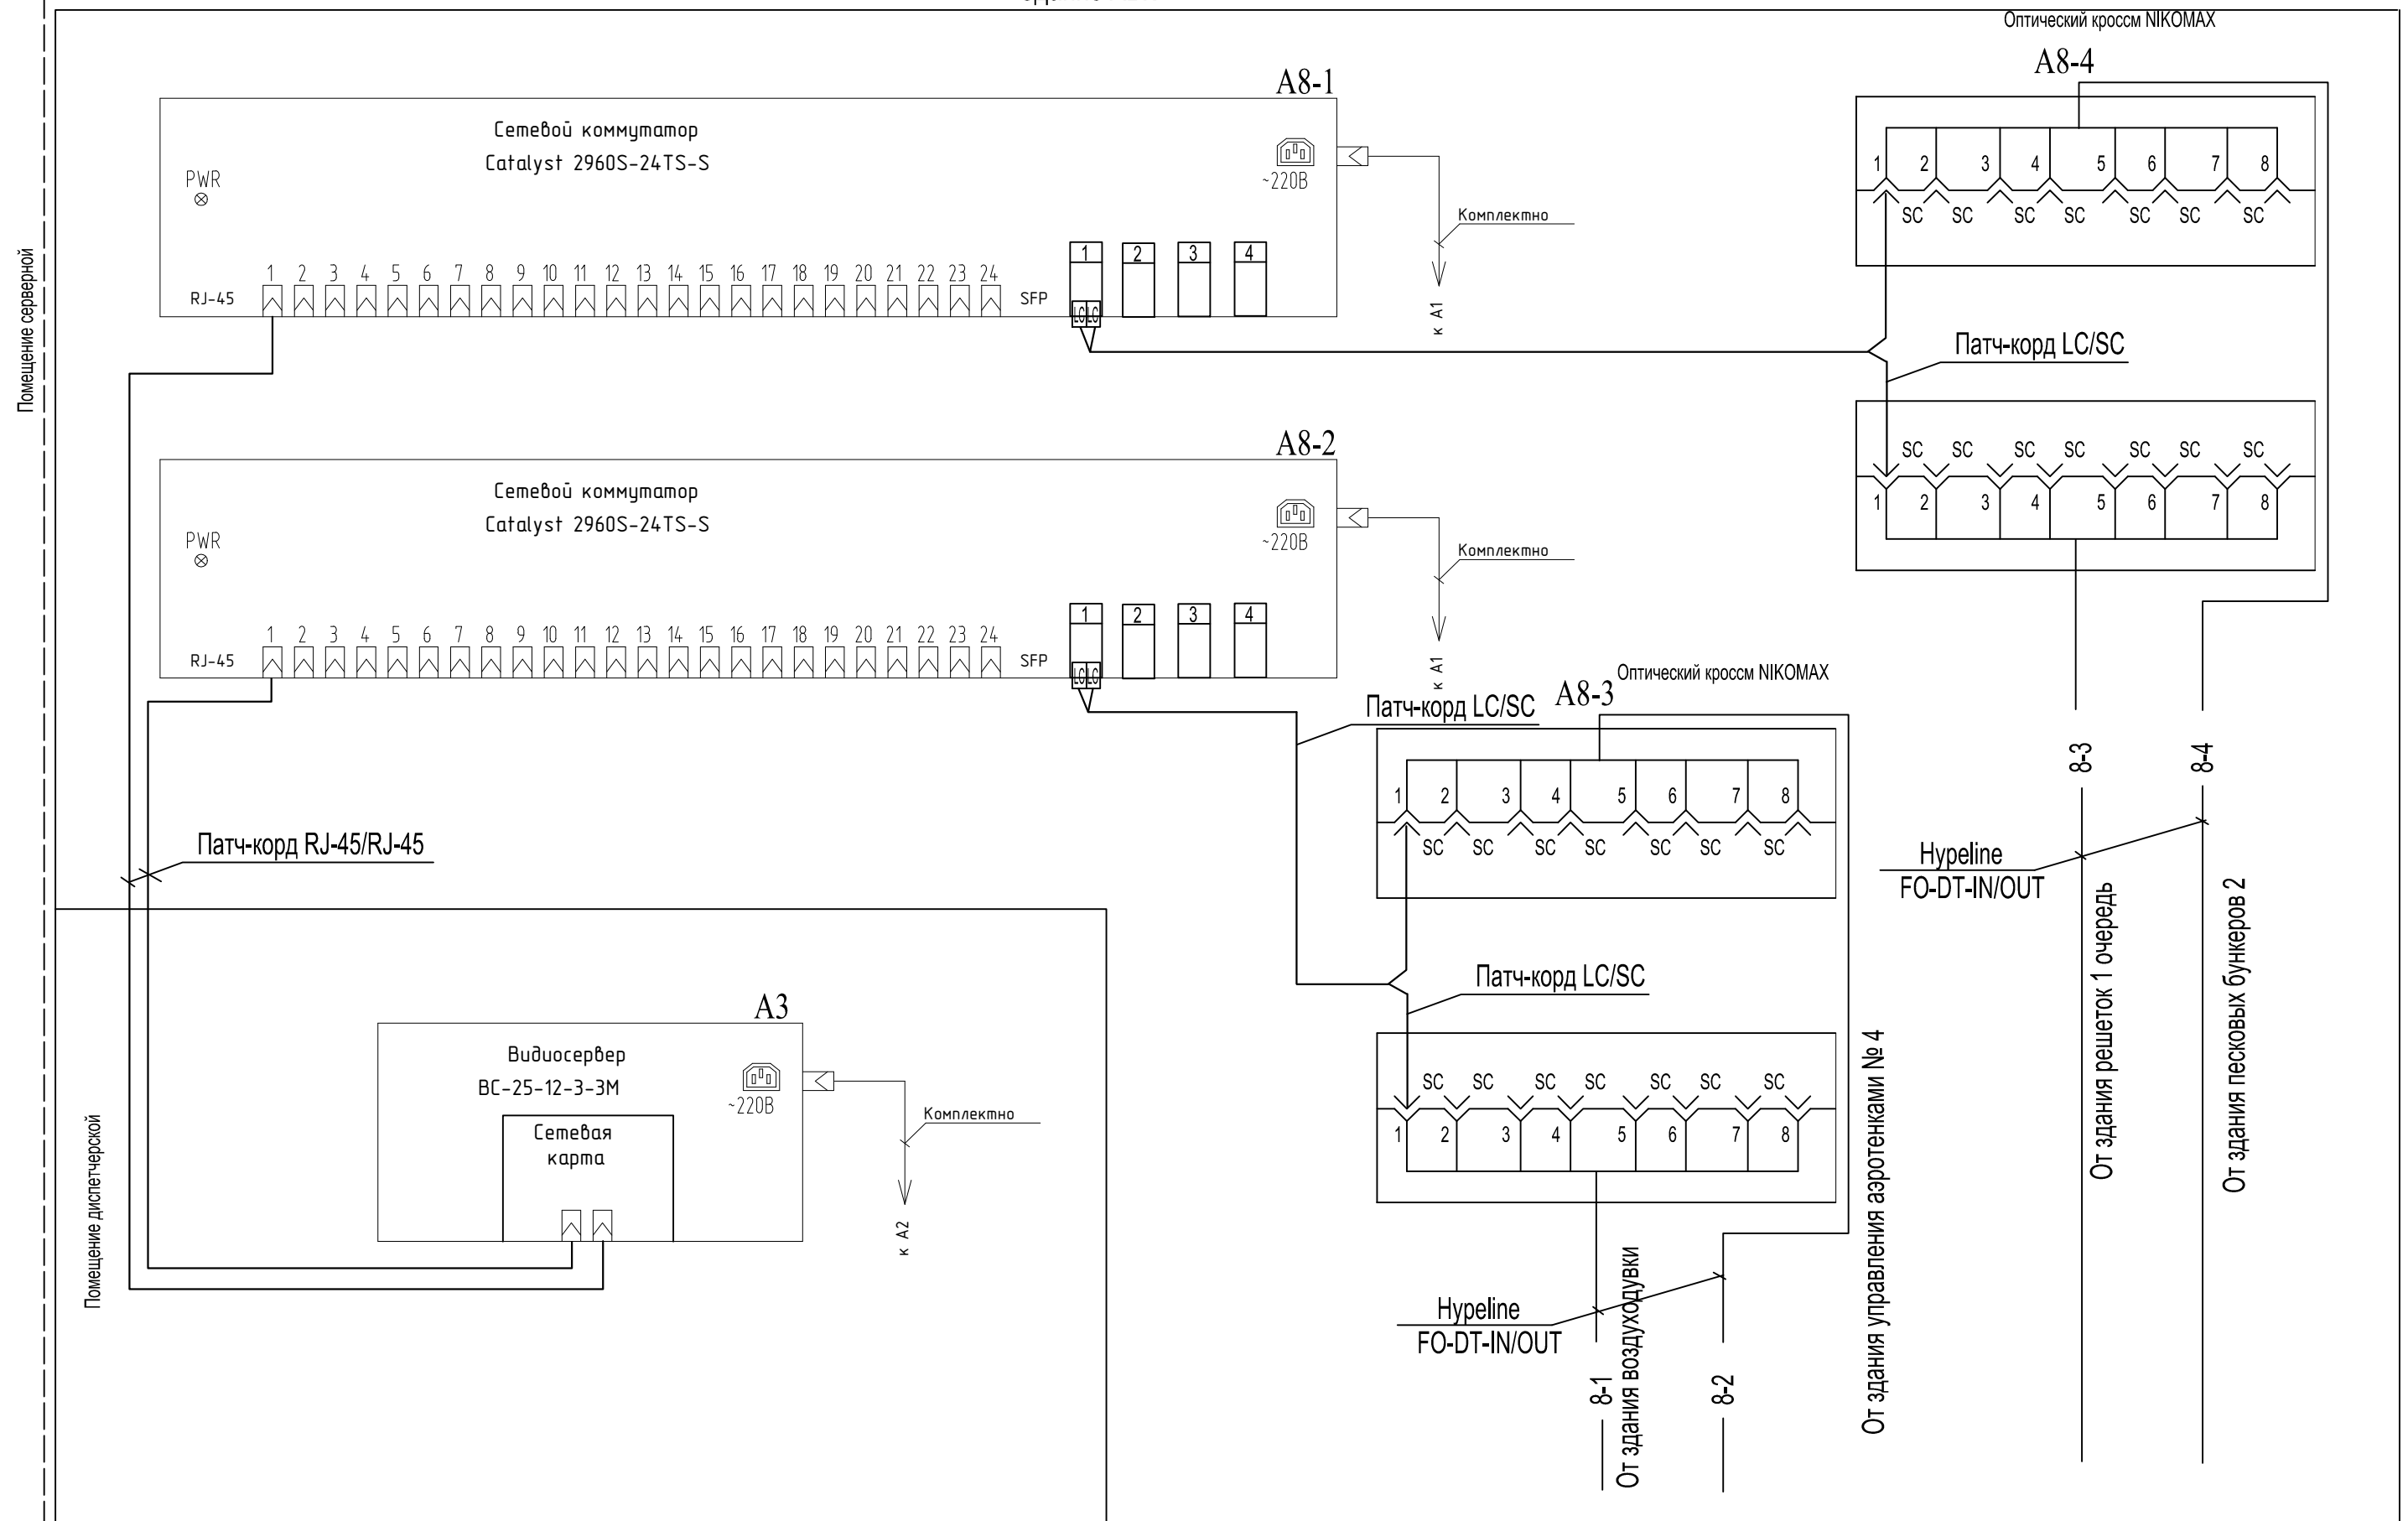 Оптический кроссм NIKOMAX
А8-4
А8-1
Сетевой коммутатор
Catalyst 2960S-24TS-S
PWR
~220В
Комплектно
к А1
RJ-45
1 2 3 4 5 6 7 8 9 10 11 12 13 14 15 16 17 18 19 20 21 22 23 24
SFP
1 2 3 4
LC LC
1 2 3 4 5 6 7 8
SC SC SC SC SC SC SC
Помещение серверной
Патч-корд LC/SC
SC SC SC SC SC SC SC
1 2 3 4 5 6 7 8
А8-2
Сетевой коммутатор
Catalyst 2960S-24TS-S
PWR
~220В
Комплектно
к А1
RJ-45
1 2 3 4 5 6 7 8 9 10 11 12 13 14 15 16 17 18 19 20 21 22 23 24
SFP
1 2 3 4
LC LC
Оптический кроссм NIKOMAX
А8-3
Патч-корд LC/SC
1 2 3 4 5 6 7 8
SC SC SC SC SC SC SC
8-3
8-4
Патч-корд RJ-45/RJ-45
Hypeline
FO-DT-IN/OUT
От здания решеток 1 очередь
От здания песковых бункеров 2
Патч-корд LC/SC
А3
Видиосервер
ВС-25-12-3-3М
~220В
Сетевая
карта
Комплектно
к А2
Помещение диспетчерской
SC SC SC SC SC SC SC
1 2 3 4 5 6 7 8
От здания управления аэротенками № 4
Hypeline
FO-DT-IN/OUT
8-1
От здания воздуходувки
8-2